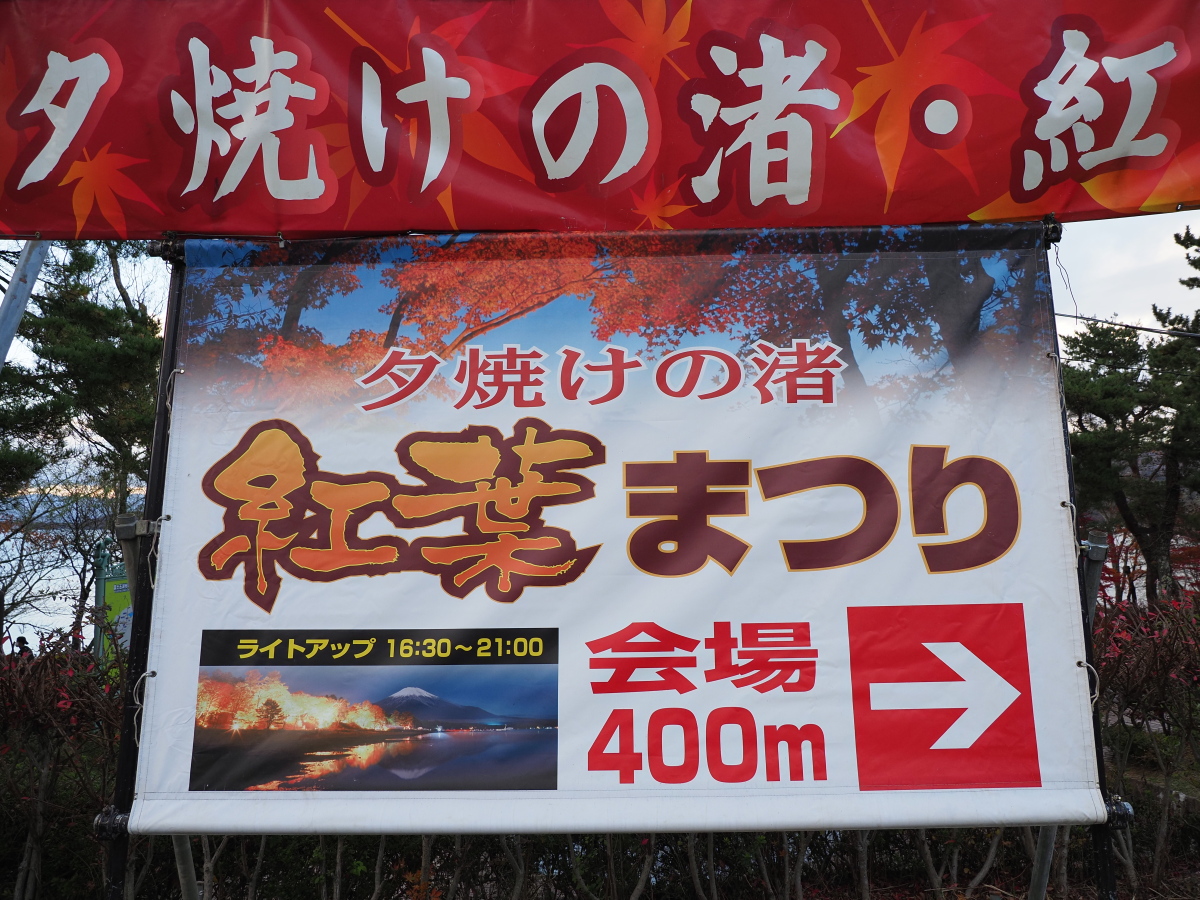 夕焼けの渚・紅
夕焼けの渚
紅葉まつり
ライトアップ 16:30～21:00
会場
400m